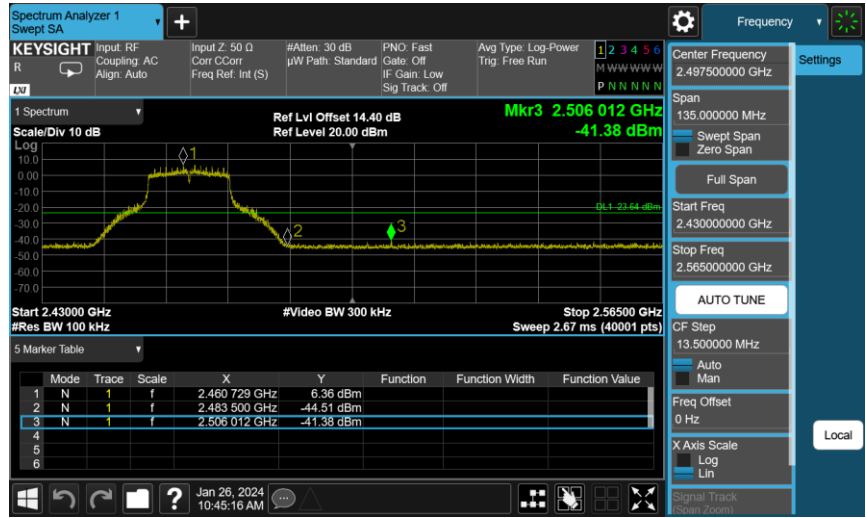 Spectrum Analyzer 1
Swept SA
+
Frequency
KEYSIGHT
R
LXI
Input: RF
Coupling: AC
Align: Auto
Input Z: 50 Ω
Corr CCorr
Freq Ref: Int (S)
#Atten: 30 dB
µW Path: Standard
PNO: Fast
Gate: Off
IF Gain: Low
Sig Track: Off
Avg Type: Log-Power
Trig: Free Run
1 2 3 4 5 6
M W W W W W
P N N N N N
1 Spectrum
Scale/Div 10 dB
Ref Lvl Offset 14.40 dB
Ref Level 20.00 dBm
Mkr3 2.506 012 GHz
-41.38 dBm
Log
10.0
0.00
-10.0
-20.0
-30.0
-40.0
-50.0
-60.0
-70.0
1
2
3
DL1 -23.64 dBm
Start 2.43000 GHz
#Res BW 100 kHz
#Video BW 300 kHz
Stop 2.56500 GHz
Sweep 2.67 ms (40001 pts)
5 Marker Table
Mode Trace Scale X Y Function Function Width Function Value
1 N 1 f 2.460 729 GHz 6.36 dBm
2 N 1 f 2.483 500 GHz -44.51 dBm
3 N 1 f 2.506 012 GHz -41.38 dBm
4
5
6
?
Jan 26, 2024
10:45:16 AM
Center Frequency
2.497500000 GHz
Span
135.000000 MHz
Swept Span
Zero Span
Full Span
Start Freq
2.430000000 GHz
Stop Freq
2.565000000 GHz
AUTO TUNE
CF Step
13.500000 MHz
Auto
Man
Freq Offset
0 Hz
X Axis Scale
Log
Lin
Signal Track
(Span Zoom)
Settings
Local